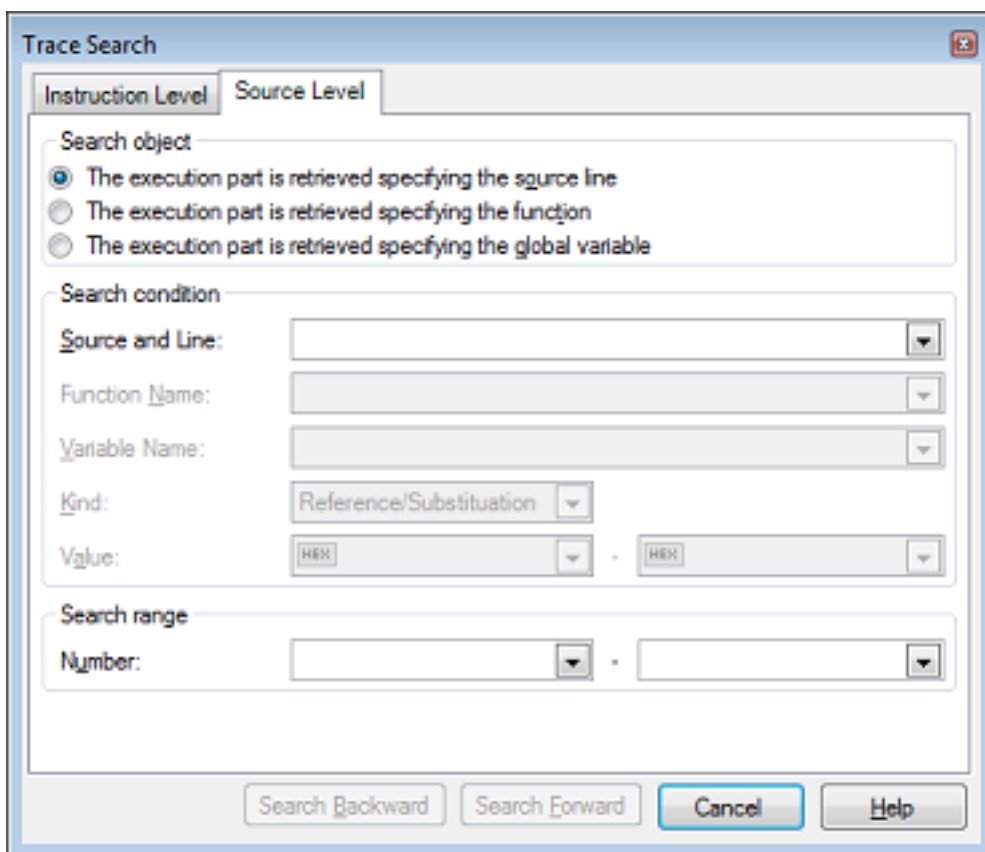 Trace Search
Instruction Level Source Level
Search object
The execution part is retrieved specifying the source line
The execution part is retrieved specifying the function
The execution part is retrieved specifying the global variable
Search condition
Source and Line:
Function Name:
Variable Name:
Kind: Reference/Substituation
Value: HEX - HEX
Search range
Number: -
Search Backward Search Forward Cancel Help